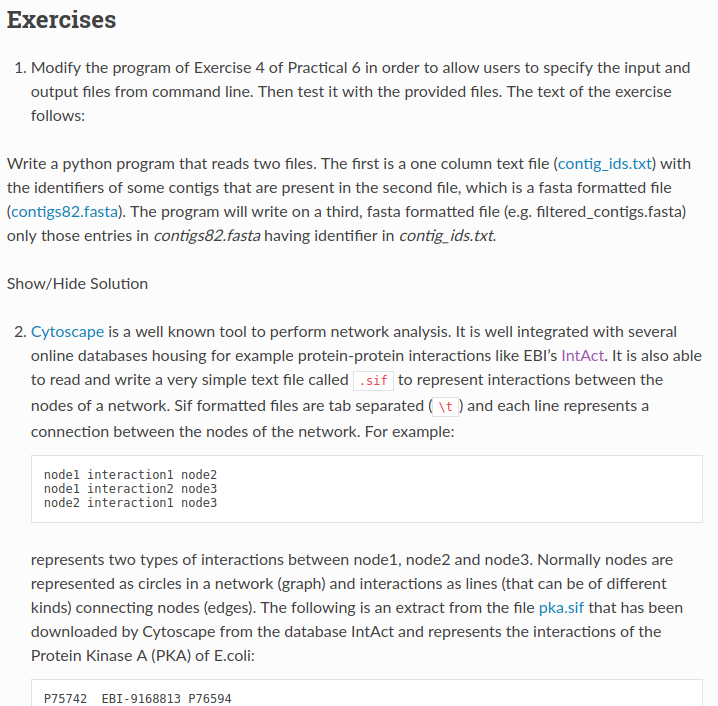 Exercises
1. Modify the program of Exercise 4 of Practical 6 in order to allow users to specify the input and
output files from command line. Then test it with the provided files. The text of the exercise
follows:
Write a python program that reads two files. The first is a one column text file (contig_ids.txt) with
the identifiers of some contigs that are present in the second file, which is a fasta formatted file
(contigs82.fasta). The program will write on a third, fasta formatted file (e.g. filtered_contigs.fasta)
only those entries in contigs82.fasta having identifier in contig_ids.txt.
Show/Hide Solution
2. Cytoscape is a well known tool to perform network analysis. It is well integrated with several
online databases housing for example protein-protein interactions like EBI's IntAct. It is also able
to read and write a very simple text file called .sif to represent interactions between the
nodes of a network. Sif formatted files are tab separated ( \t ) and each line represents a
connection between the nodes of the network. For example:
node1 interaction1 node2
node1 interaction2 node3
node2 interaction1 node3
represents two types of interactions between node1, node2 and node3. Normally nodes are
represented as circles in a network (graph) and interactions as lines (that can be of different
kinds) connecting nodes (edges). The following is an extract from the file pka.sif that has been
downloaded by Cytoscape from the database IntAct and represents the interactions of the
Protein Kinase A (PKA) of E.coli:
P75742 EBI-9168813 P76594